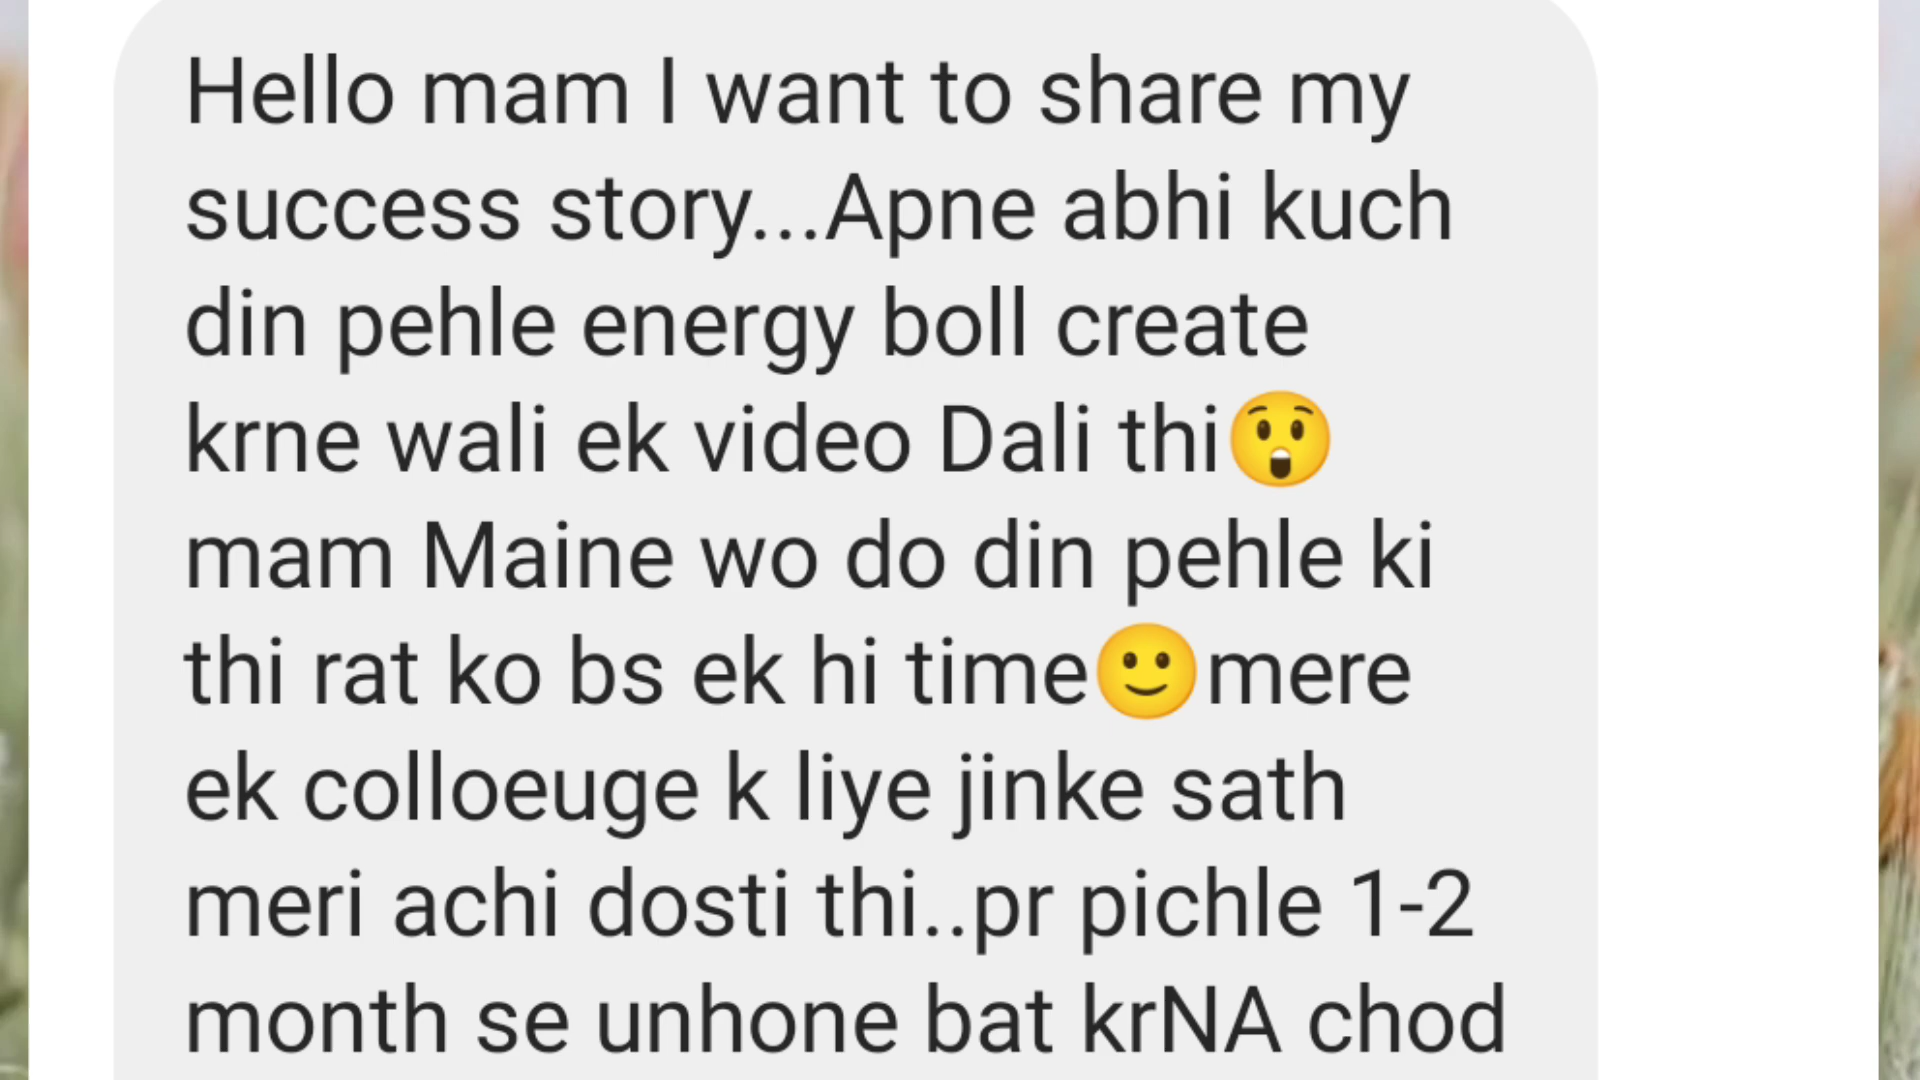 Hello mam I want to share my
success story...Apne abhi kuch
din pehle energy boll create
krne wali ek video Dali thi😲
mam Maine wo do din pehle ki
thi rat ko bs ek hi time🙂mere
ek colloeuge k liye jinke sath
meri achi dosti thi..pr pichle 1-2
month se unhone bat krNA chod